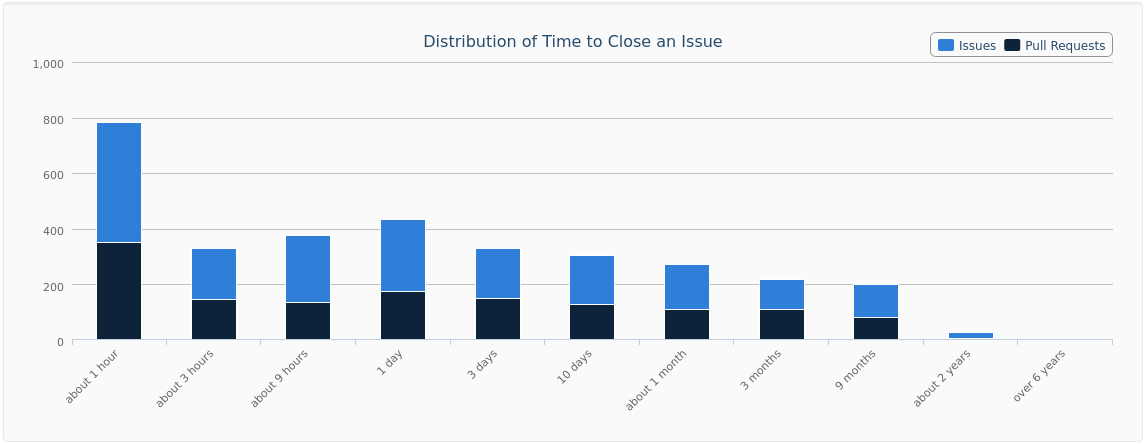 Distribution of Time to Close an Issue
Issues Pull Requests
1,000
800
600
400
200
0
about 1 hour
about 3 hours
about 9 hours
1 day
3 days
10 days
about 1 month
3 months
9 months
about 2 years
over 6 years